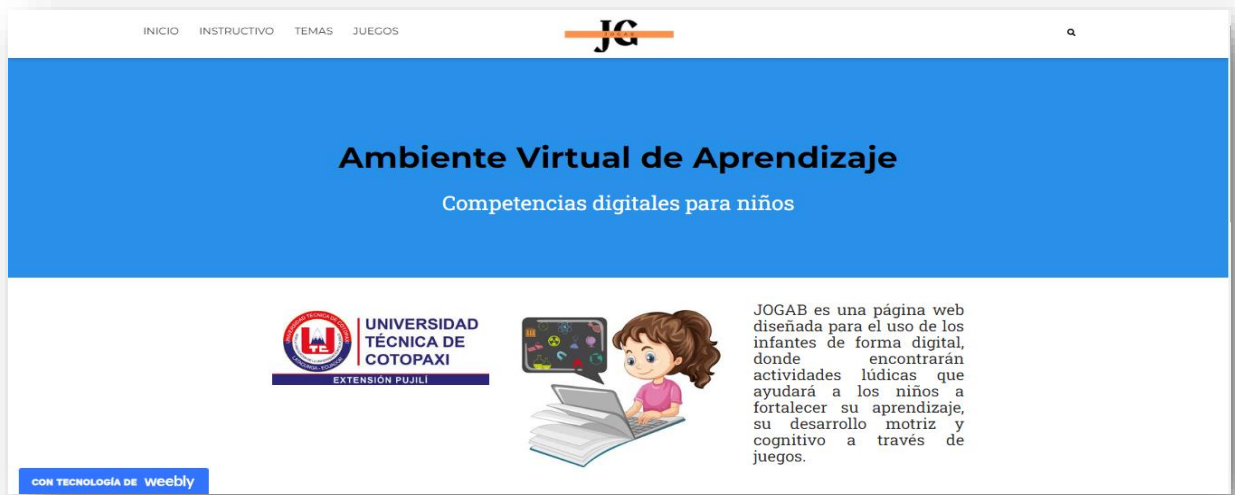 INICIO INSTRUCTIVO TEMAS JUEGOS
JG
JOGAB
Ambiente Virtual de Aprendizaje
Competencias digitales para niños
UNIVERSIDAD
TÉCNICA DE
COTOPAXI
EXTENSIÓN PUJILÍ
JOGAB es una página web
diseñada para el uso de los
infantes de forma digital,
donde encontrarán
actividades lúdicas que
ayudará a los niños a
fortalecer su aprendizaje,
su desarrollo motriz y
cognitivo a través de
juegos.
CON TECNOLOGÍA DE weebly